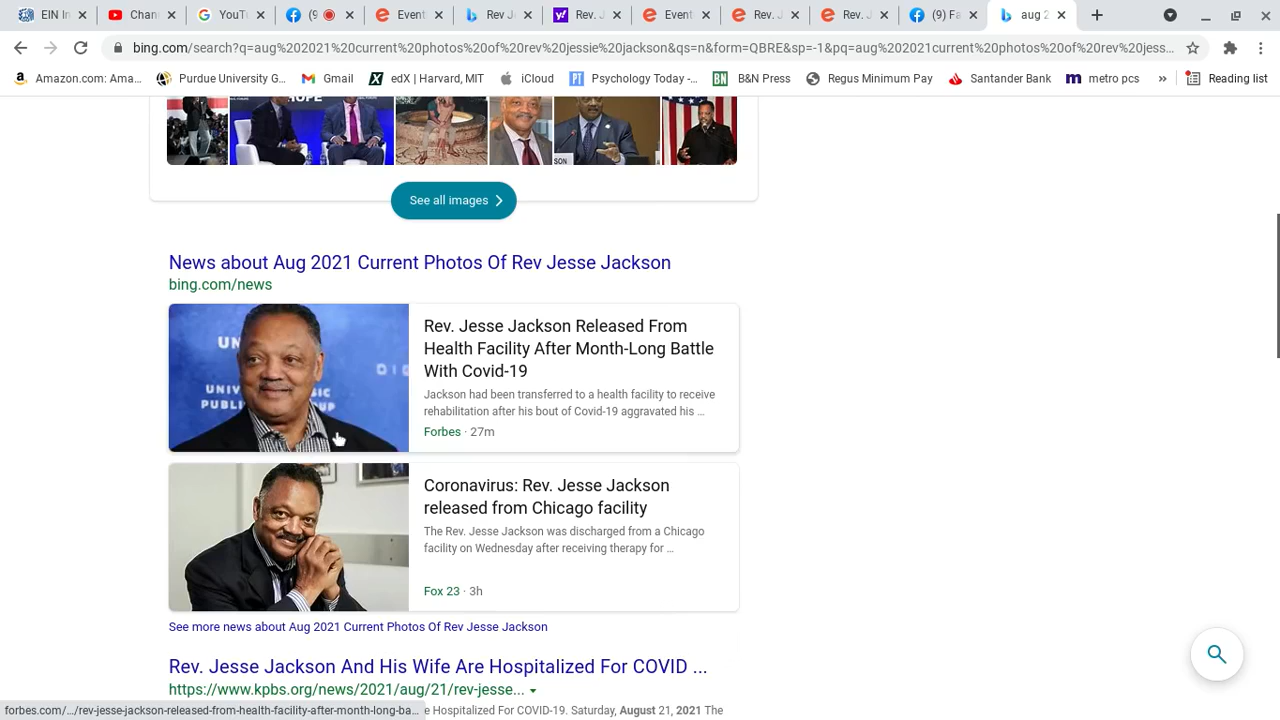 EIN In
Chan
YouTu
(9
Event
Rev Je
Rev. J
Event
Rev. J
Rev. J
(9) Fa
aug 2
bing.com/search?q=aug%202021%20current%20photos%20of%20rev%20jessie%20jackson&qs=n&form=QBRE&sp=-1&pq=aug%202021current%20photos%20of%20rev%20jess...
Amazon.com: Ama...
Purdue University G...
Gmail
edX | Harvard, MIT
iCloud
Psychology Today -...
B&N Press
Regus Minimum Pay
Santander Bank
metro pcs
»
Reading list
SON
See all images
News about Aug 2021 Current Photos Of Rev Jesse Jackson
bing.com/news
Rev. Jesse Jackson Released From
Health Facility After Month-Long Battle
With Covid-19
Jackson had been transferred to a health facility to receive
rehabilitation after his bout of Covid-19 aggravated his ...
Forbes · 27m
Coronavirus: Rev. Jesse Jackson
released from Chicago facility
The Rev. Jesse Jackson was discharged from a Chicago
facility on Wednesday after receiving therapy for ...
Fox 23 · 3h
See more news about Aug 2021 Current Photos Of Rev Jesse Jackson
Rev. Jesse Jackson And His Wife Are Hospitalized For COVID ...
https://www.kpbs.org/news/2021/aug/21/rev-jesse...
forbes.com/.../rev-jesse-jackson-released-from-health-facility-after-month-long-ba...
e Hospitalized For COVID-19. Saturday, August 21, 2021 The